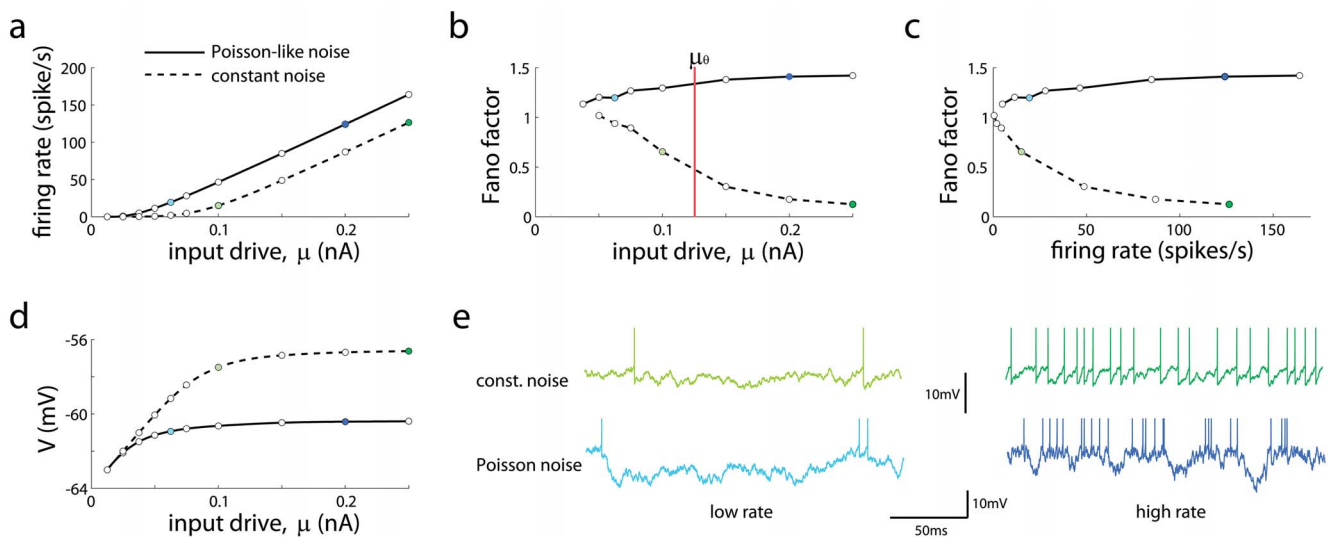 a
Poisson-like noise
constant noise
firing rate (spike/s)
200
150
100
50
0
0
0.1
0.2
input drive, μ (nA)
b
μθ
Fano factor
1.5
1
0.5
0
0
0.1
0.2
input drive, μ (nA)
c
Fano factor
1.5
1
0.5
0
0
50
100
150
firing rate (spikes/s)
d
V (mV)
-56
-60
-64
0
0.1
0.2
input drive, μ (nA)
e
const. noise
10mV
Poisson noise
low rate
10mV
50ms
high rate